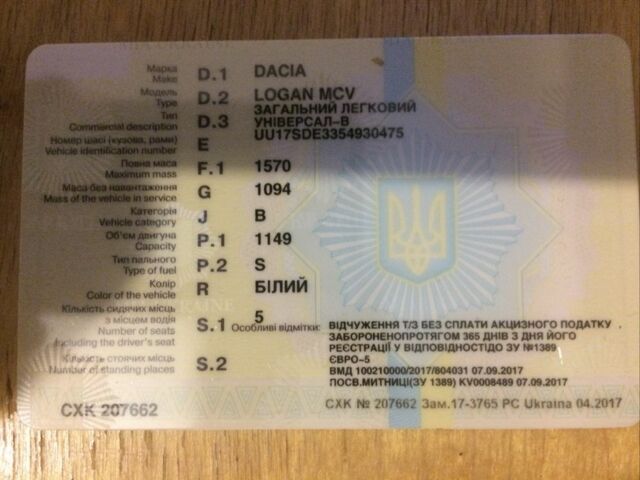 Марка
Make D.1 DACIA
Модель
Type D.2 LOGAN MCV
Тип
Commercial description D.3 ЗАГАЛЬНИЙ ЛЕГКОВИЙ
УНІВЕРСАЛ-В
Номер шасі (кузова, рами)
Vehicle identification number E UU17SDE3354930475
Повна маса
Maximum mass F.1 1570
Маса без навантаження
Mass of the vehicle in service G 1094
Категорія
Vehicle category J B
Об'єм двигуна
Capacity P.1 1149
Тип пального
Type of fuel P.2 S
Колір
Color of the vehicle R БІЛИЙ
Кількість сидячих місць
з місцем водія
Number of seats
including the driver's seat S.1 5
Кількість стоячих місць
Number of standing places S.2
Особливі відмітки: ВІДЧУЖЕННЯ Т/З БЕЗ СПЛАТИ АКЦИЗНОГО ПОДАТКУ
ЗАБОРОНЕНОПРОТЯГОМ 365 ДНІВ З ДНЯ ЙОГО
РЕЄСТРАЦІЇ У ВІДПОВІДНОСТІДО ЗУ №1389
ЄВРО-5
ВМД 100210000/2017/804031 07.09.2017
ПОСВ.МИТНИЦІ(ЗУ 1389) KV0008489 07.09.2017
СХК 207662
СХК № 207662 Зам.17-3765 РС Ukraina 04.2017